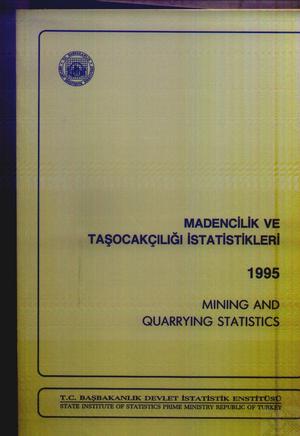 MADENCİLİK VE
TAŞOCAKÇILIĞI İSTATİSTİKLERİ
1995
MINING AND
QUARRYING STATISTICS
T.C. BAŞBAKANLIK DEVLET İSTATİSTİK ENSTİTÜSÜ
STATE INSTITUTE OF STATISTICS PRIME MINISTRY REPUBLIC OF TURKEY